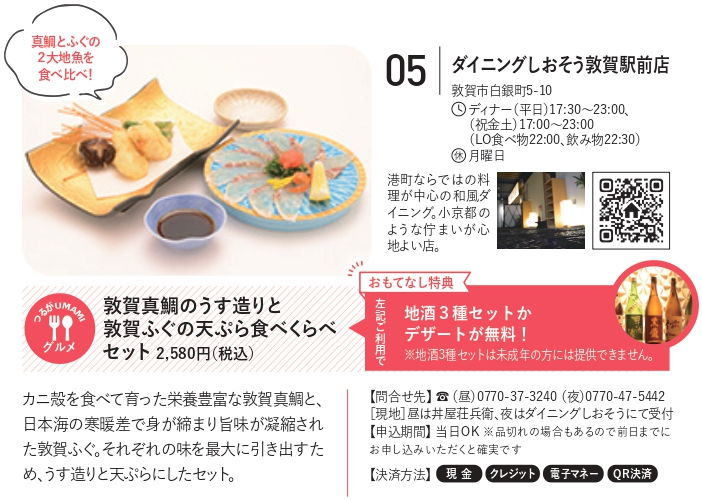 真鯛とふぐの
2大地魚を
食べ比べ!
05
ダイニングしおそう敦賀駅前店
敦賀市白銀町5-10
ディナー(平日)17:30〜23:00、
(祝金土)17:00〜23:00
(LO食べ物22:00、飲み物22:30)
休 月曜日
港町ならではの料
理が中心の和風ダ
イニング。小京都の
ような佇まいが心
地よい店。
つるがUMAMI
グルメ
敦賀真鯛のうす造りと
敦賀ふぐの天ぷら食べくらべ
セット 2,580円(税込)
左記ご利用で
おもてなし特典
地酒3種セットか
デザートが無料!
※地酒3種セットは未成年の方には提供できません。
カニ殻を食べて育った栄養豊富な敦賀真鯛と、
日本海の寒暖差で身が締まり旨味が凝縮され
た敦賀ふぐ。それぞれの味を最大に引き出すた
め、うす造りと天ぷらにしたセット。
【問合せ先】☎(昼)0770-37-3240 (夜)0770-47-5442
[現地]昼は丼屋荘兵衛、夜はダイニングしおそうにて受付
【申込期間】当日OK ※品切れの場合もあるので前日までに
お申し込みいただくと確実です
【決済方法】 現金 クレジット 電子マネー QR決済